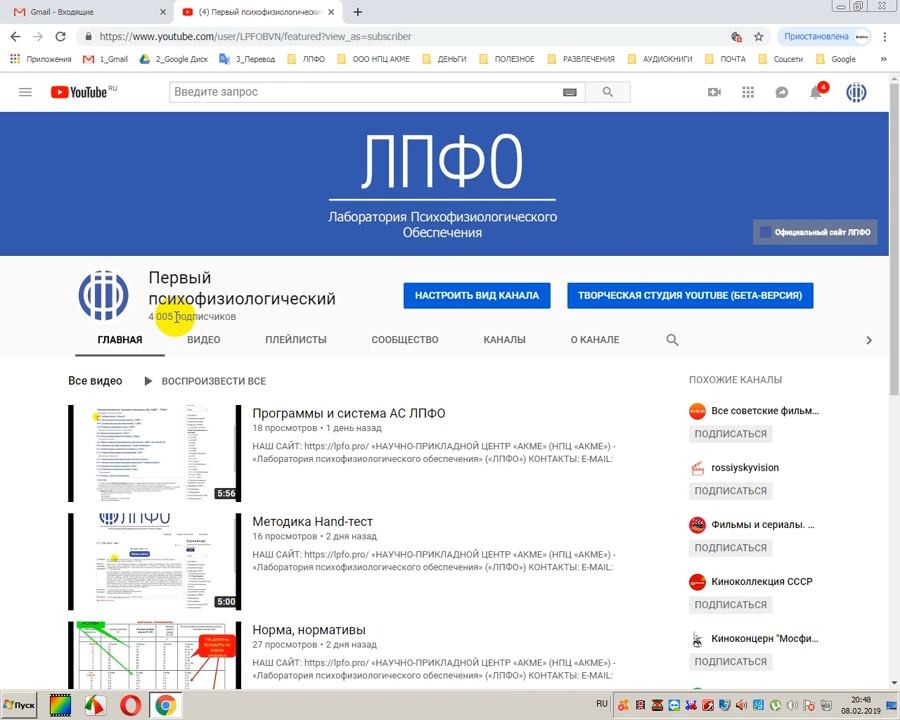 Gmail - Входящие
(4) Первый психофизиологически
https://www.youtube.com/user/LPFOBVN/featured?view_as=subscriber
Приостановлена
Приложения
1_Gmail
2_Google Диск
3_Перевод
ЛПФО
ООО НПЦ АКМЕ
ДЕНЬГИ
ПОЛЕЗНОЕ
РАЗВЛЕЧЕНИЯ
АУДИОКНИГИ
ПОЧТА
Соцсети
Google
»
YouTube RU
Введите запрос
4
ЛПФО
Лаборатория Психофизиологического
Обеспечения
Официальный сайт ЛПФО
Первый
психофизиологический
4 005 подписчиков
НАСТРОИТЬ ВИД КАНАЛА
ТВОРЧЕСКАЯ СТУДИЯ YOUTUBE (БЕТА-ВЕРСИЯ)
ГЛАВНАЯ
ВИДЕО
ПЛЕЙЛИСТЫ
СООБЩЕСТВО
КАНАЛЫ
О КАНАЛЕ
Все видео
ВОСПРОИЗВЕСТИ ВСЕ
5:56
Программы и система АС ЛПФО
18 просмотров • 1 день назад
НАШ САЙТ: https://lpfo.pro/ «НАУЧНО-ПРИКЛАДНОЙ ЦЕНТР «АКМЕ» (НПЦ «АКМЕ») -
«Лаборатория психофизиологического обеспечения» («ЛПФО») КОНТАКТЫ: E-MAIL:
5:00
Методика Hand-тест
16 просмотров • 2 дня назад
НАШ САЙТ: https://lpfo.pro/ «НАУЧНО-ПРИКЛАДНОЙ ЦЕНТР «АКМЕ» (НПЦ «АКМЕ») -
«Лаборатория психофизиологического обеспечения» («ЛПФО») КОНТАКТЫ: E-MAIL:
НОРМА
Норма, нормативы
27 просмотров • 2 дня назад
НАШ САЙТ: https://lpfo.pro/ «НАУЧНО-ПРИКЛАДНОЙ ЦЕНТР «АКМЕ» (НПЦ «АКМЕ») -
«Лаборатория психофизиологического обеспечения» («ЛПФО») КОНТАКТЫ: E-MAIL:
ПОХОЖИЕ КАНАЛЫ
Все советские фильм...
ПОДПИСАТЬСЯ
rossiyskyvision
ПОДПИСАТЬСЯ
Фильмы и сериалы. ...
ПОДПИСАТЬСЯ
Киноколлекция СССР
ПОДПИСАТЬСЯ
Киноконцерн "Мосфи...
ПОДПИСАТЬСЯ
Пуск
RU
20:48
08.02.2019